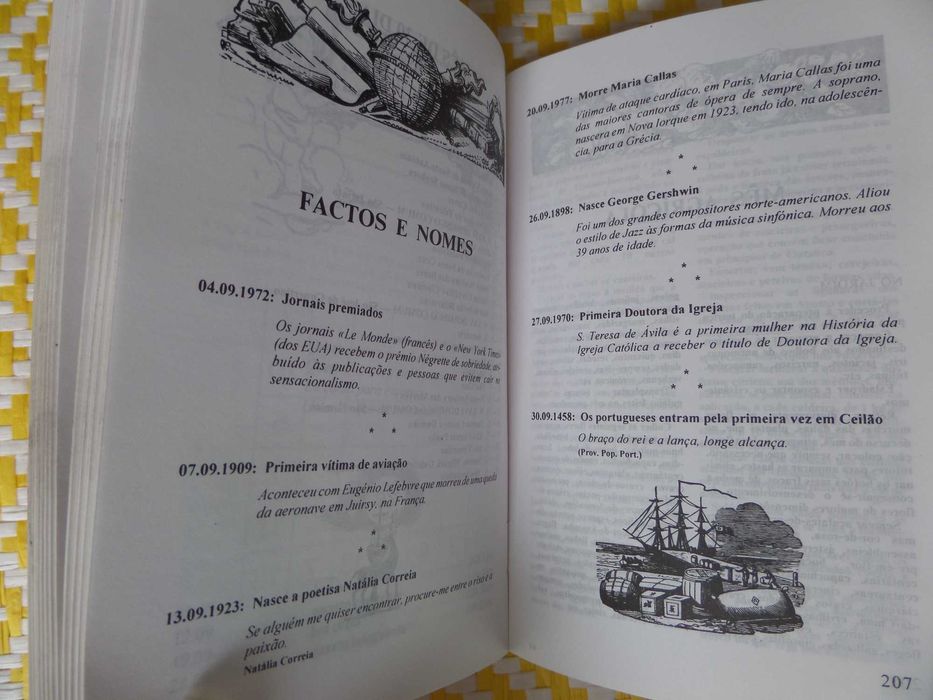 FACTOS E NOMES
04.09.1972: Jornais premiados
Os jornais «Le Monde» (francês) e o «New York Times»
(dos EUA) recebem o prémio Négrette de sobriedade, atri-
buído às publicações e pessoas que evitem cair no
sensacionalismo.
*
* *
07.09.1909: Primeira vítima de aviação
Aconteceu com Eugénio Lefebvre que morreu de uma queda
da aeronave em Juirsy, na França.
*
* *
13.09.1923: Nasce a poetisa Natália Correia
Se alguém me quiser encontrar, procure-me entre o riso e a
paixão.
Natália Correia
20.09.1977: Morre Maria Callas
Vítima de ataque cardíaco, em Paris, Maria Callas foi uma
das maiores cantoras de ópera de sempre. A soprano,
nascera em Nova Iorque em 1923, tendo ido, na adolescên-
cia, para a Grécia.
*
* *
26.09.1898: Nasce George Gershwin
Foi um dos grandes compositores norte-americanos. Aliou
o estilo de Jazz às formas da música sinfónica. Morreu aos
39 anos de idade.
*
* *
27.09.1970: Primeira Doutora da Igreja
S. Teresa de Ávila é a primeira mulher na História da
Igreja Católica a receber o título de Doutora da Igreja.
*
* *
30.09.1458: Os portugueses entram pela primeira vez em Ceilão
O braço do rei e a lança, longe alcança.
(Prov. Pop. Port.)
207